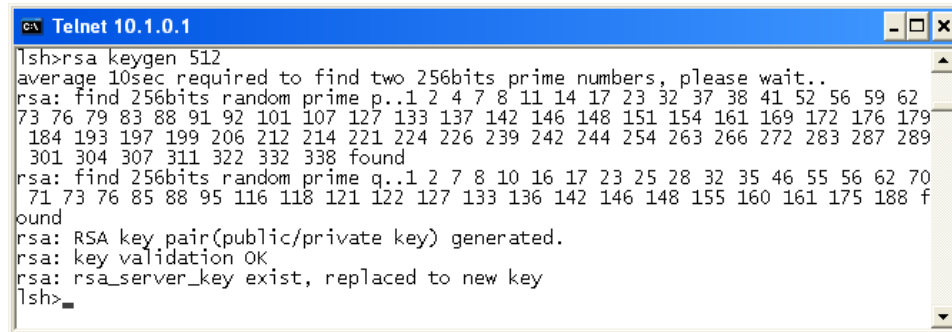 Telnet 10.1.0.1
lsh>rsa keygen 512
average 10sec required to find two 256bits prime numbers, please wait..
rsa: find 256bits random prime p..1 2 4 7 8 11 14 17 23 32 37 38 41 52 56 59 62
73 76 79 83 88 91 92 101 107 127 133 137 142 146 148 151 154 161 169 172 176 179
184 193 197 199 206 212 214 221 224 226 239 242 244 254 263 266 272 283 287 289
301 304 307 311 322 332 338 found
rsa: find 256bits random prime q..1 2 7 8 10 16 17 23 25 28 32 35 46 55 56 62 70
71 73 76 85 88 95 116 118 121 122 127 133 136 142 146 148 155 160 161 175 188 f
ound
rsa: RSA key pair(public/private key) generated.
rsa: key validation OK
rsa: rsa_server_key exist, replaced to new key
lsh>